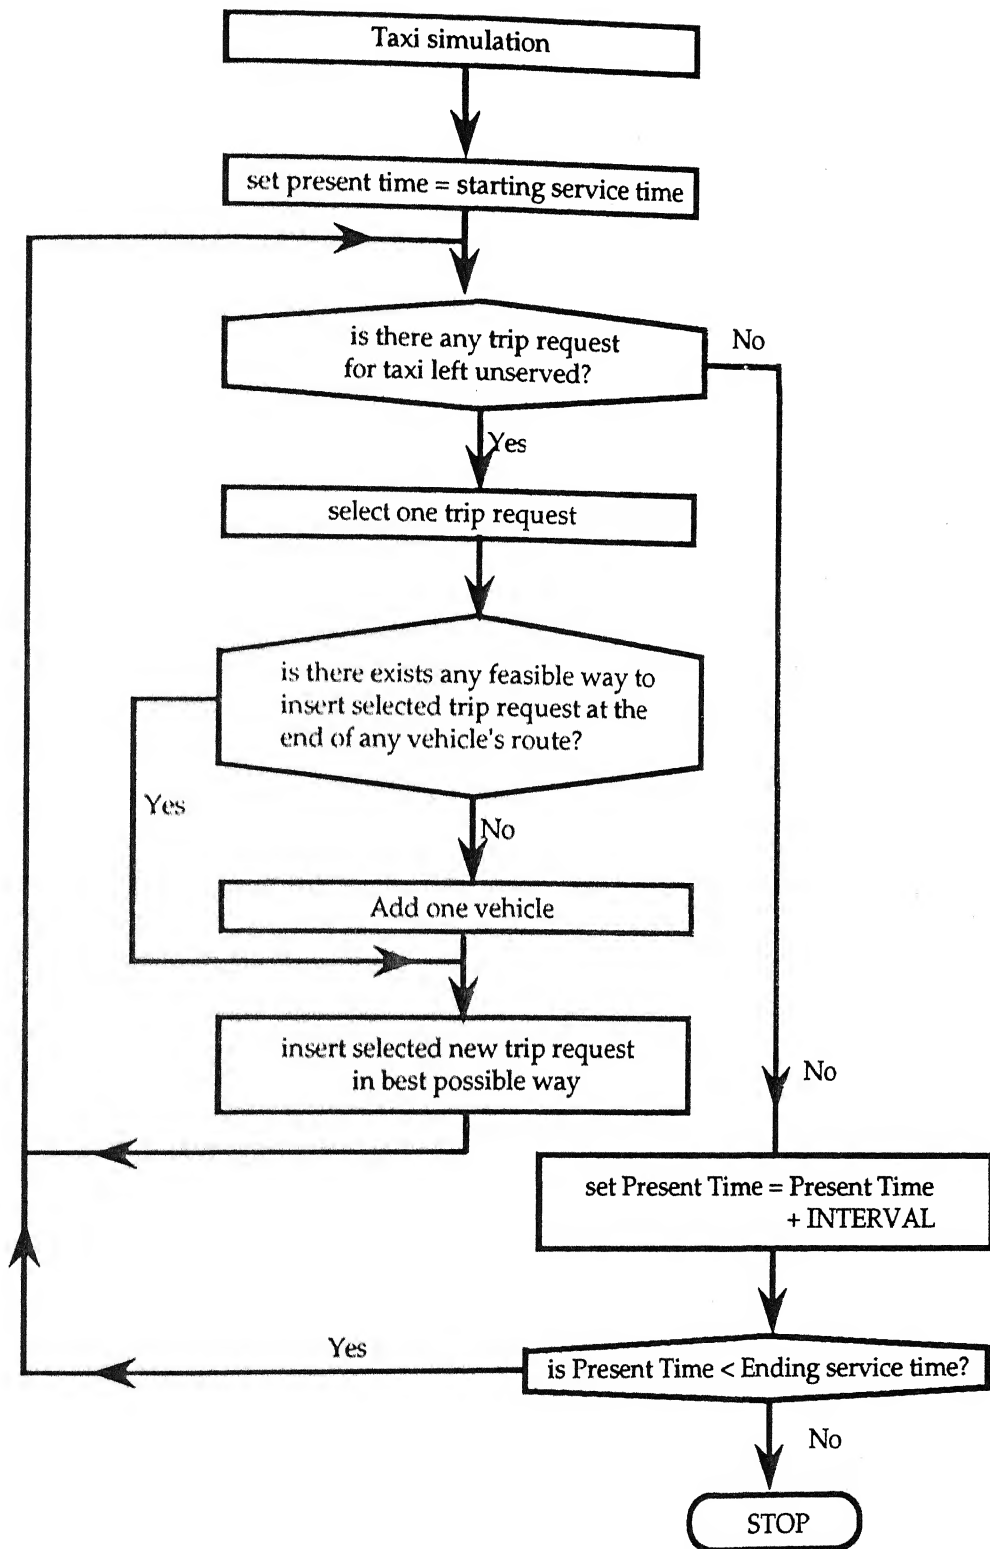 Taxi simulation
set present time = starting service time
is there any trip request
for taxi left unserved?
No
Yes
select one trip request
is there exists any feasible way to
insert selected trip request at the
end of any vehicle's route?
Yes
No
Add one vehicle
insert selected new trip request
in best possible way
No
set Present Time = Present Time
+ INTERVAL
Yes
is Present Time < Ending service time?
No
STOP